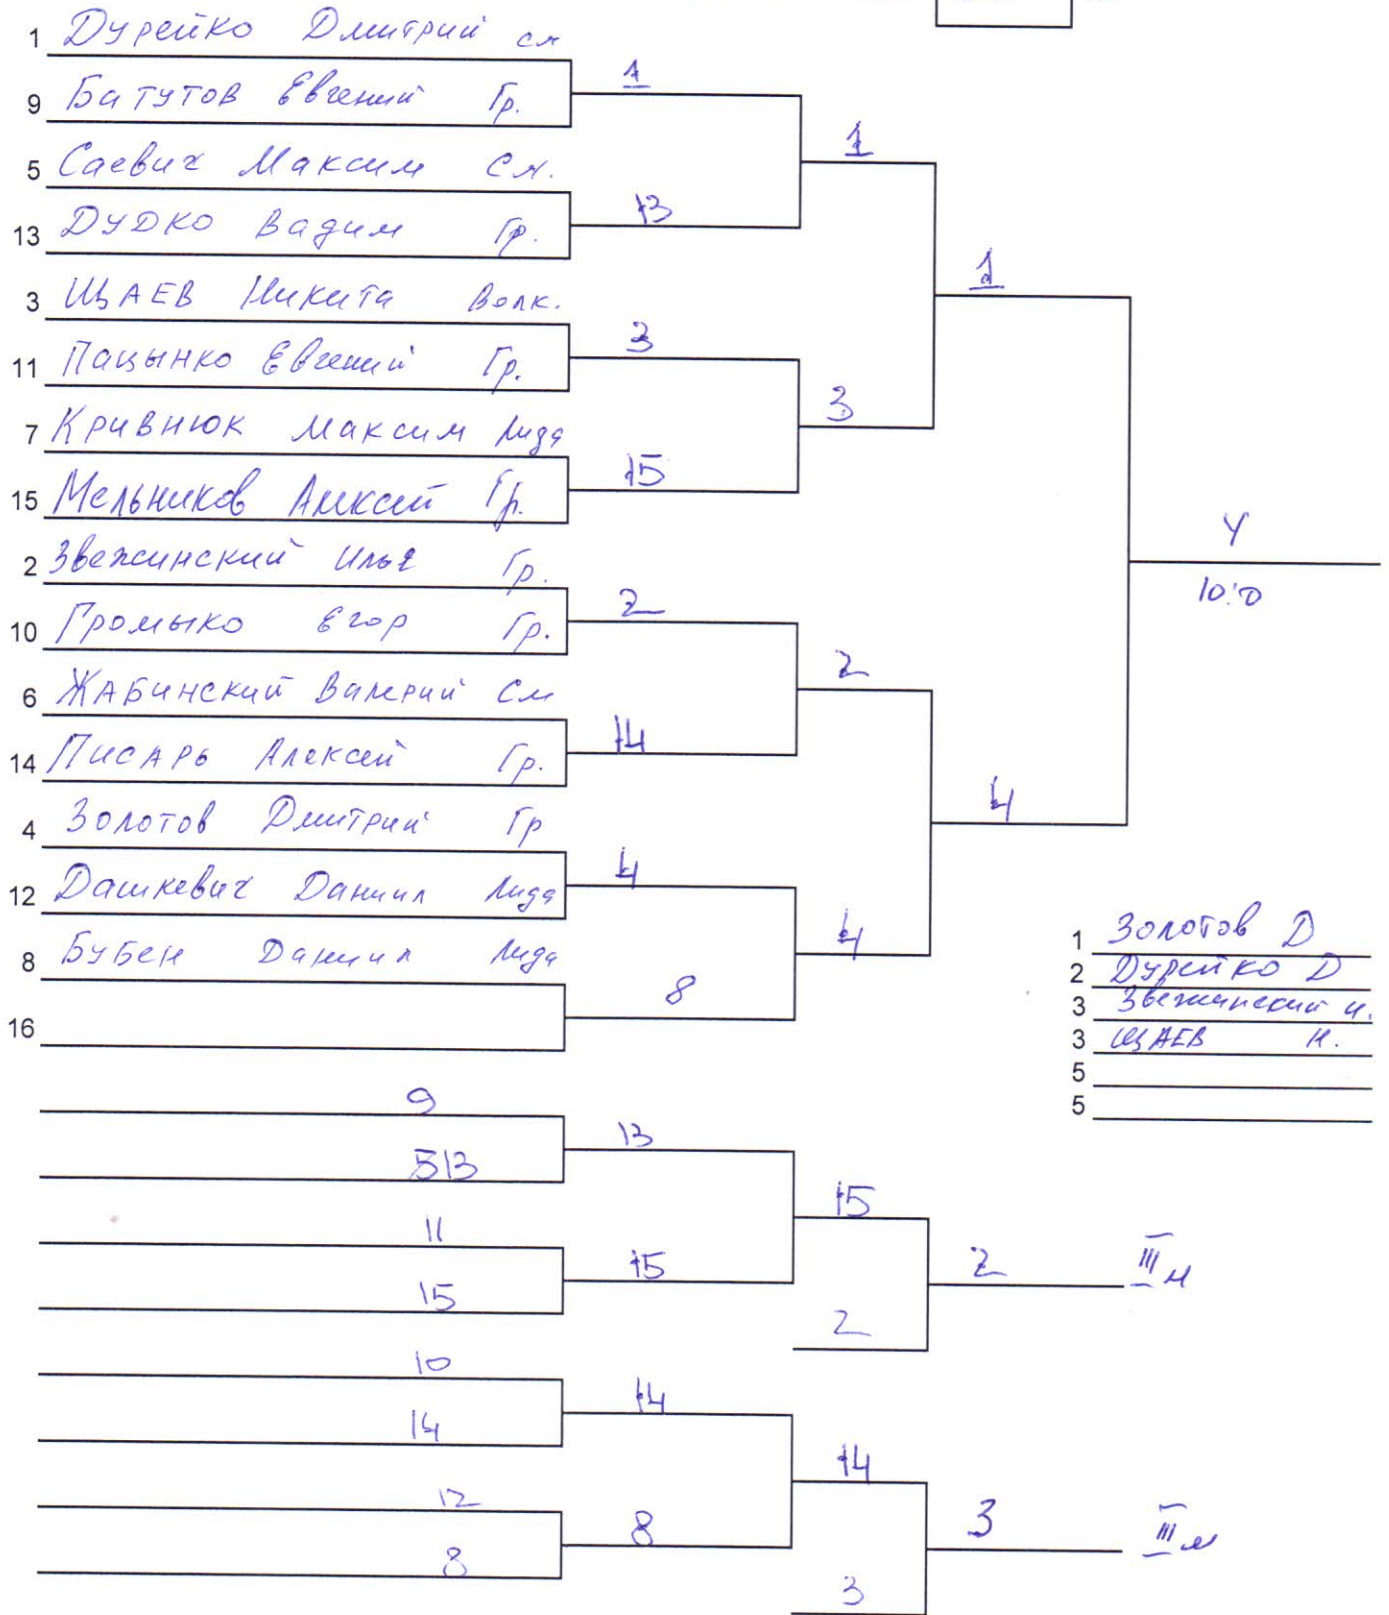 1 Дурейко Дмитрий см
9 Батутов Евгений Гр.
1
1
5 Саевич Максим См.
13 Дудко Вадим Гр.
13
1
3 ЩАЕВ Никита Волк.
11 Пацынко Евгений Гр.
3
3
7 Кривнюк Максим Лида
15 Мельников Алексей Гр.
15
4
10:0
2 Звежинский Илья Гр.
10 Громыко Егор Гр.
2
2
6 Жабинский Валерий См
14 Писарь Алексей Гр.
14
4
4 Золотов Дмитрий Гр
12 Дашкевич Даниил Лида
4
4
8 Бубен Даниил Лида
16
8
1 Золотов Д
2 Дурейко Д
3 Звежинский И.
3 ЩАЕВ Н.
5
5
9
513
13
15
11
15
15
2
2
III м
10
14
14
14
12
8
8
3
3
III м